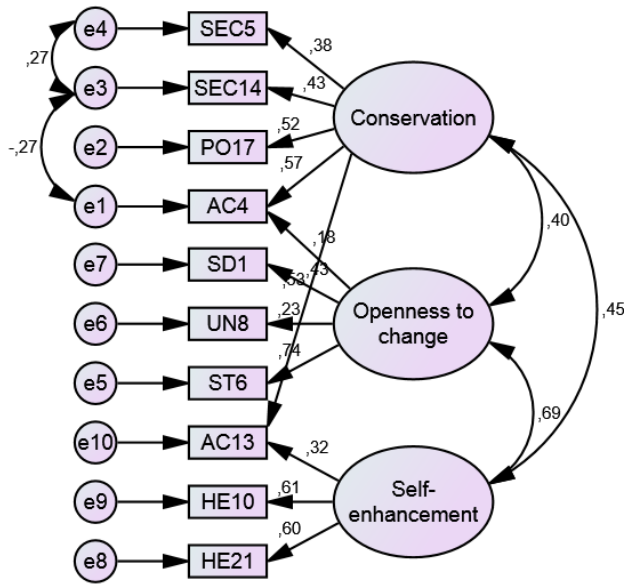 e4
SEC5
,38
,27
e3
SEC14
,43
Conservation
e2
PO17
,52
-,27
,57
e1
AC4
,40
,18
e7
SD1
,43
,53
Openness to
change
e6
UN8
,23
,45
,74
e5
ST6
,69
e10
AC13
,32
e9
HE10
,61
Self-
enhancement
,60
e8
HE21